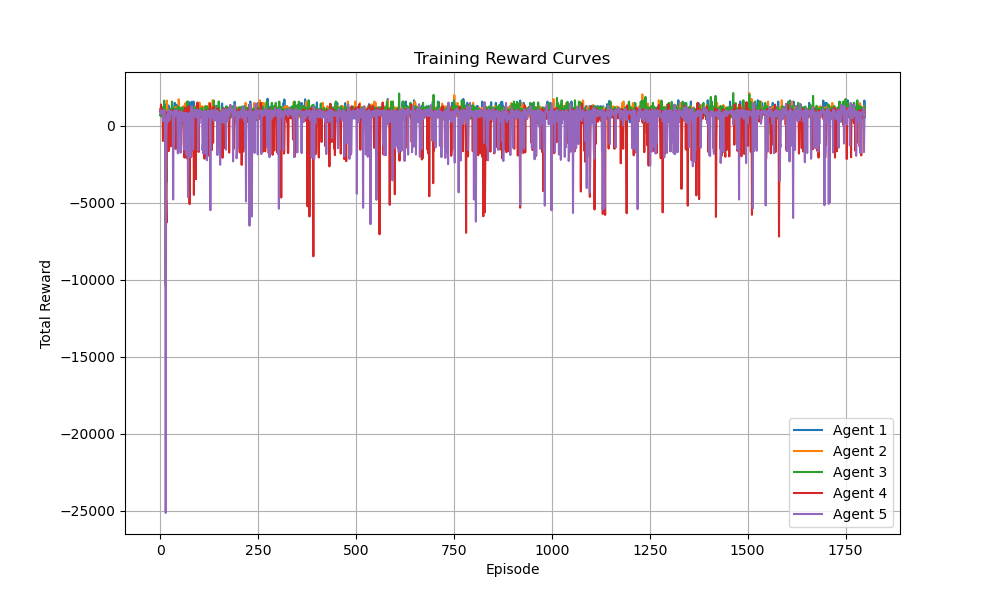 Training Reward Curves
Total Reward
0
−5000
−10000
−15000
−20000
−25000
0 250 500 750 1000 1250 1500 1750
Episode
Agent 1
Agent 2
Agent 3
Agent 4
Agent 5